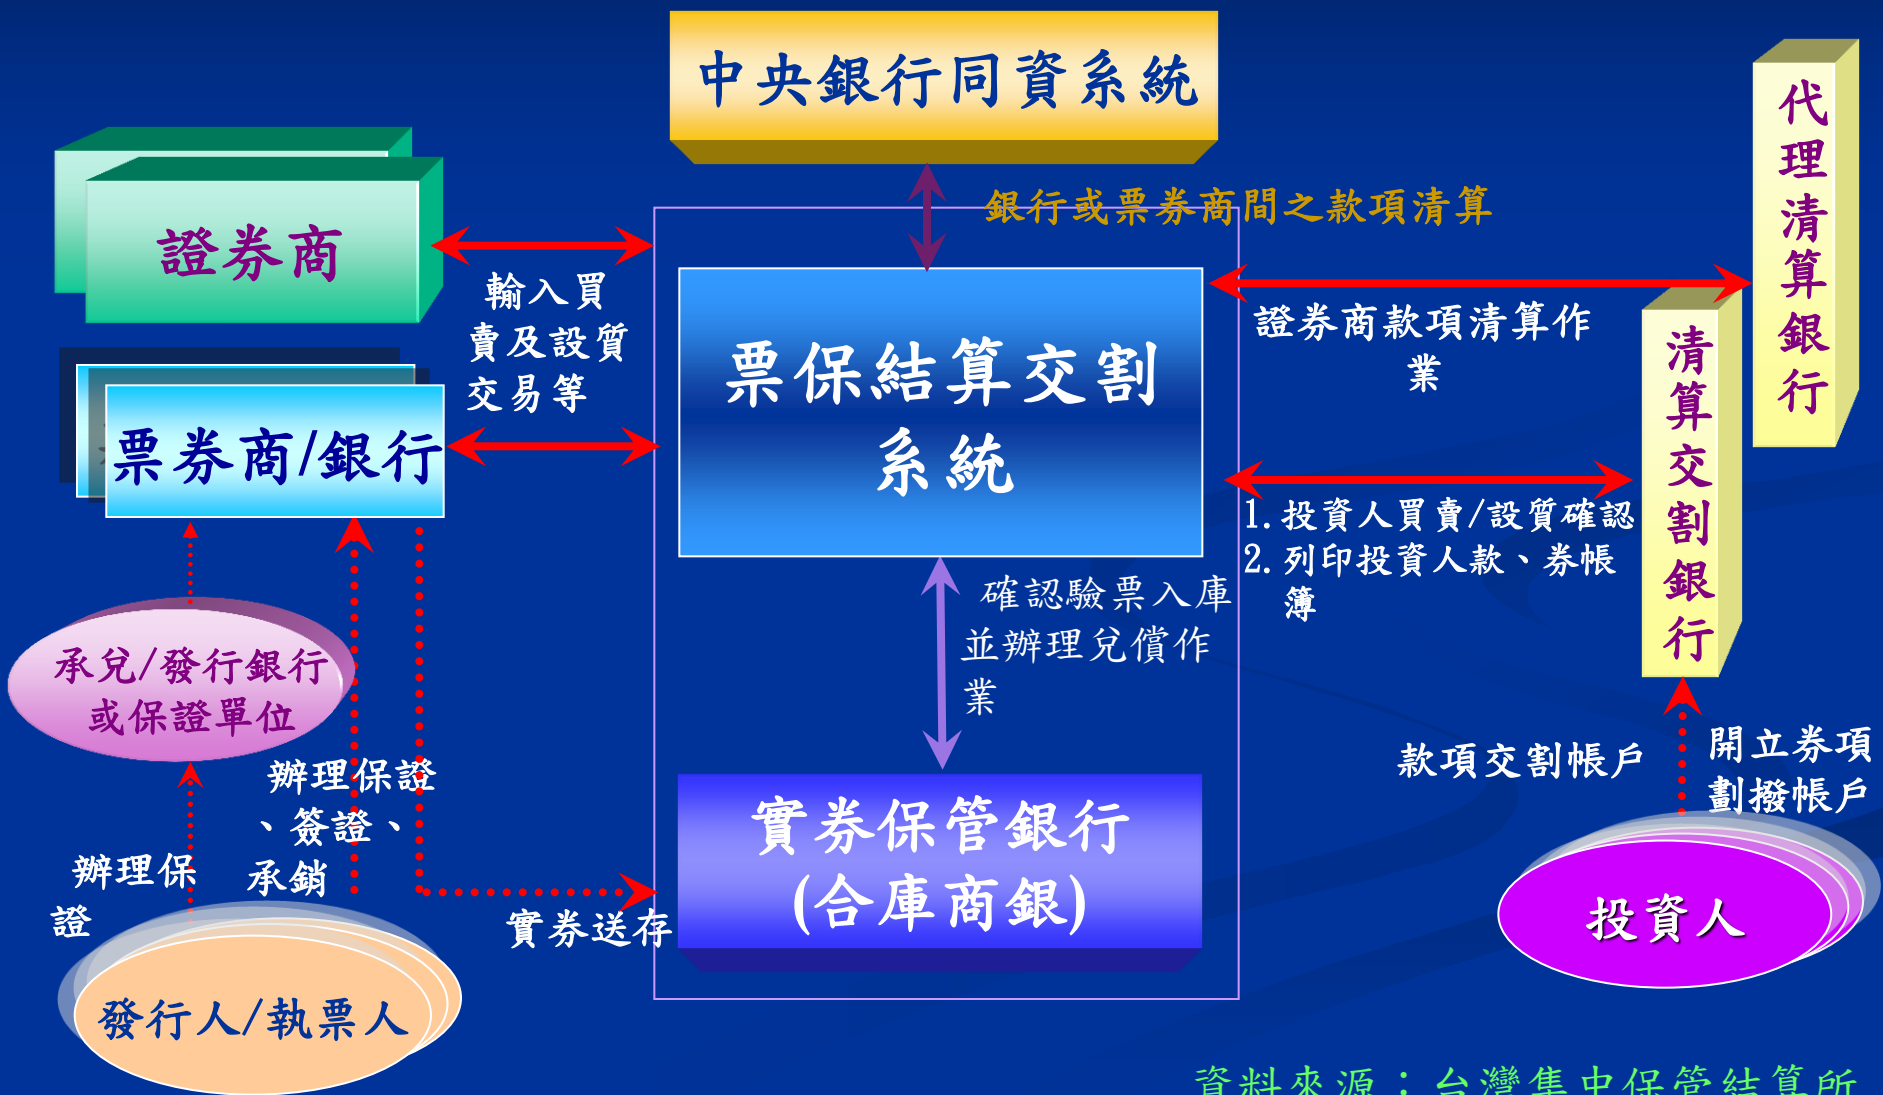 中央銀行同資系統
代
理
清
算
銀
行
銀行或票券商間之款項清算
證券商
輸入買
賣及設質
交易等
票保結算交割
系統
證券商款項清算作
業
清
算
交
割
銀
行
票券商/銀行
1.投資人買賣/設質確認
2.列印投資人款、券帳
簿
確認驗票入庫
並辦理兌償作
業
承兌/發行銀行
或保證單位
辦理保證
、簽證、
承銷
款項交割帳戶
開立券項
劃撥帳戶
實券保管銀行
(合庫商銀)
辦理保
證
實券送存
投資人
發行人/執票人
資料來源：台灣集中保管結算所